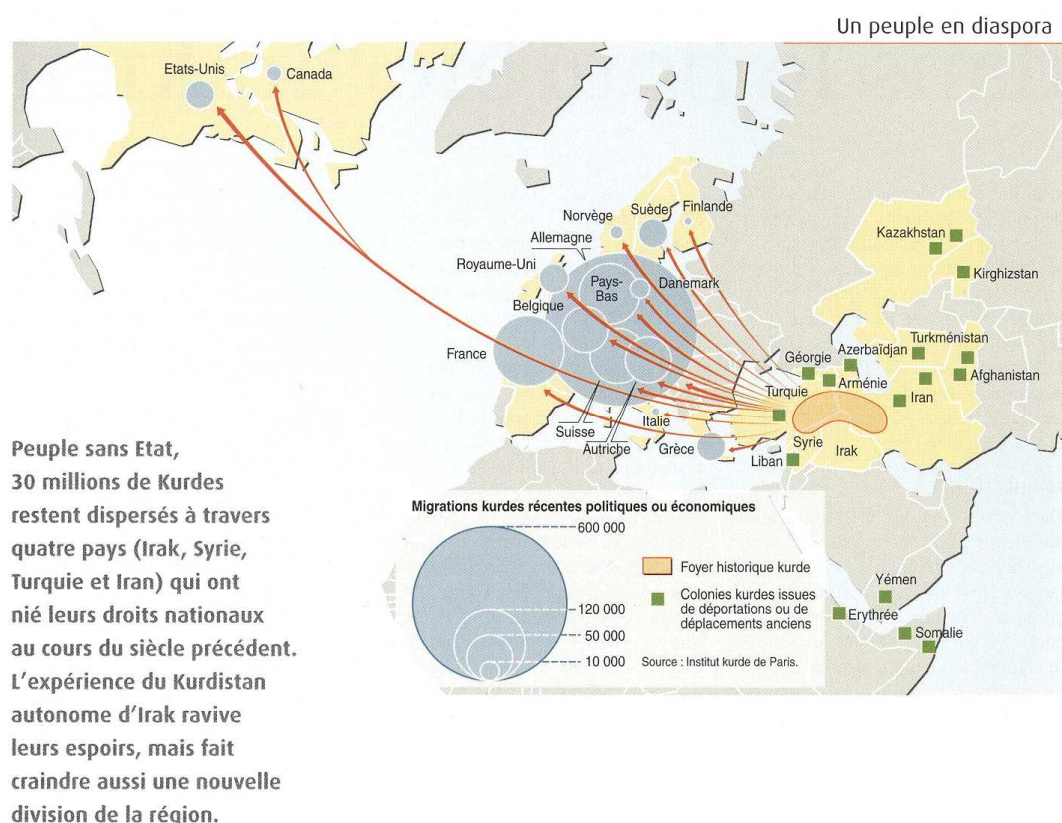 Un peuple en diaspora
Etats-Unis
Canada
Norvège
Suède
Finlande
Allemagne
Royaume-Uni
Pays-
Bas
Danemark
Belgique
France
Suisse
Autriche
Italie
Grèce
Kazakhstan
Kirghizstan
Turkménistan
Azerbaïdjan
Géorgie
Afghanistan
Arménie
Turquie
Iran
Syrie
Irak
Liban
Yémen
Erythrée
Somalie
Peuple sans Etat,
30 millions de Kurdes
restent dispersés à travers
quatre pays (Irak, Syrie,
Turquie et Iran) qui ont
nié leurs droits nationaux
au cours du siècle précédent.
L'expérience du Kurdistan
autonome d'Irak ravive
leurs espoirs, mais fait
craindre aussi une nouvelle
division de la région.
Migrations kurdes récentes politiques ou économiques
600 000
120 000
50 000
10 000
Foyer historique kurde
Colonies kurdes issues
de déportations ou de
déplacements anciens
Source : Institut kurde de Paris.